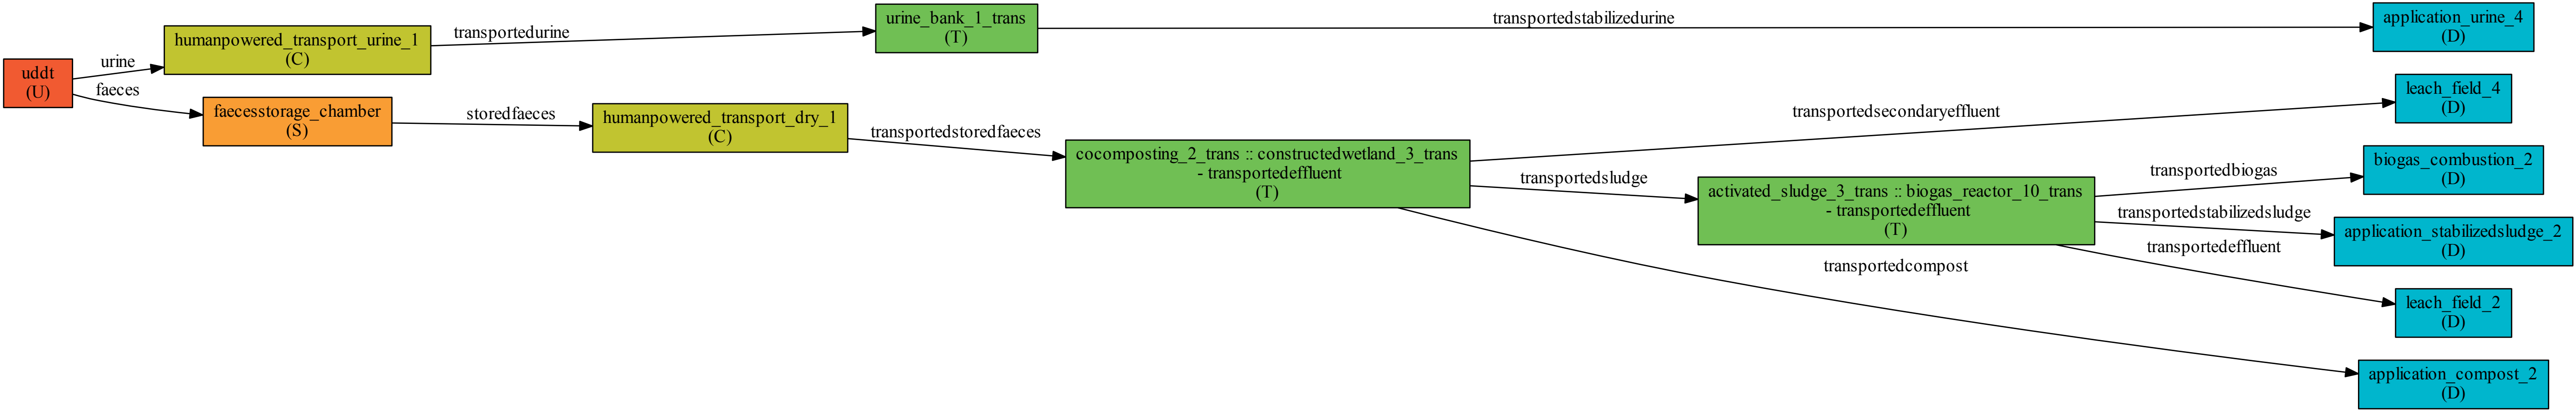 uddt
(U)
urine
faeces
humanpowered_transport_urine_1
(C)
faecesstorage_chamber
(S)
transportedurine
storedfaeces
humanpowered_transport_dry_1
(C)
urine_bank_1_trans
(T)
transportedstoredfaeces
cocomposting_2_trans :: constructedwetland_3_trans
- transportedeffluent
(T)
transportedstabilizedurine
transportedsecondaryeffluent
transportedsludge
transportedcompost
activated_sludge_3_trans :: biogas_reactor_10_trans
- transportedeffluent
(T)
transportedbiogas
transportedstabilizedsludge
transportedeffluent
application_urine_4
(D)
leach_field_4
(D)
biogas_combustion_2
(D)
application_stabilizedsludge_2
(D)
leach_field_2
(D)
application_compost_2
(D)